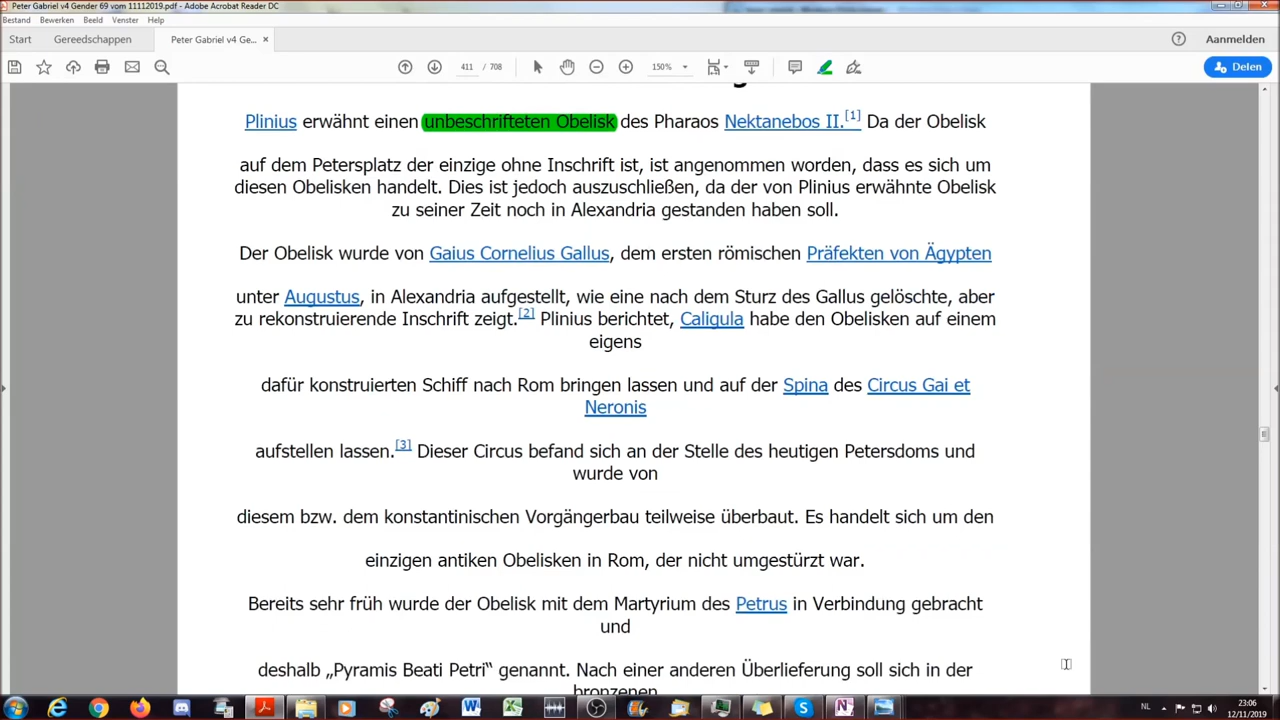 Peter Gabriel v4 Gender 69 vom 11112019.pdf - Adobe Acrobat Reader DC
Bestand Bewerken Beeld Venster Help
Start Gereedschappen Peter Gabriel v4 Ge... × Aanmelden
411 / 708 150% Delen
Plinius erwähnt einen unbeschrifteten Obelisk des Pharaos Nektanebos II.[1] Da der Obelisk
auf dem Petersplatz der einzige ohne Inschrift ist, ist angenommen worden, dass es sich um
diesen Obelisken handelt. Dies ist jedoch auszuschließen, da der von Plinius erwähnte Obelisk
zu seiner Zeit noch in Alexandria gestanden haben soll.
Der Obelisk wurde von Gaius Cornelius Gallus, dem ersten römischen Präfekten von Ägypten
unter Augustus, in Alexandria aufgestellt, wie eine nach dem Sturz des Gallus gelöschte, aber
zu rekonstruierende Inschrift zeigt.[2] Plinius berichtet, Caligula habe den Obelisken auf einem
eigens
dafür konstruierten Schiff nach Rom bringen lassen und auf der Spina des Circus Gai et
Neronis
aufstellen lassen.[3] Dieser Circus befand sich an der Stelle des heutigen Petersdoms und
wurde von
diesem bzw. dem konstantinischen Vorgängerbau teilweise überbaut. Es handelt sich um den
einzigen antiken Obelisken in Rom, der nicht umgestürzt war.
Bereits sehr früh wurde der Obelisk mit dem Martyrium des Petrus in Verbindung gebracht
und
deshalb „Pyramis Beati Petri“ genannt. Nach einer anderen Überlieferung soll sich in der
bronzenen
NL 23:06
12/11/2019